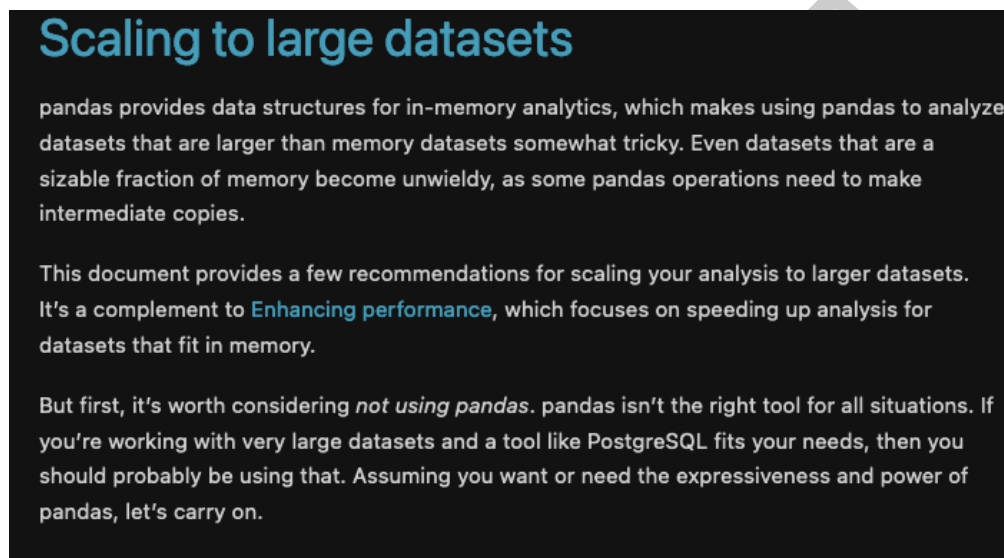 Scaling to large datasets
pandas provides data structures for in-memory analytics, which makes using pandas to analyze
datasets that are larger than memory datasets somewhat tricky. Even datasets that are a
sizable fraction of memory become unwieldy, as some pandas operations need to make
intermediate copies.
This document provides a few recommendations for scaling your analysis to larger datasets.
It’s a complement to Enhancing performance, which focuses on speeding up analysis for
datasets that fit in memory.
But first, it’s worth considering not using pandas. pandas isn’t the right tool for all situations. If
you’re working with very large datasets and a tool like PostgreSQL fits your needs, then you
should probably be using that. Assuming you want or need the expressiveness and power of
pandas, let’s carry on.